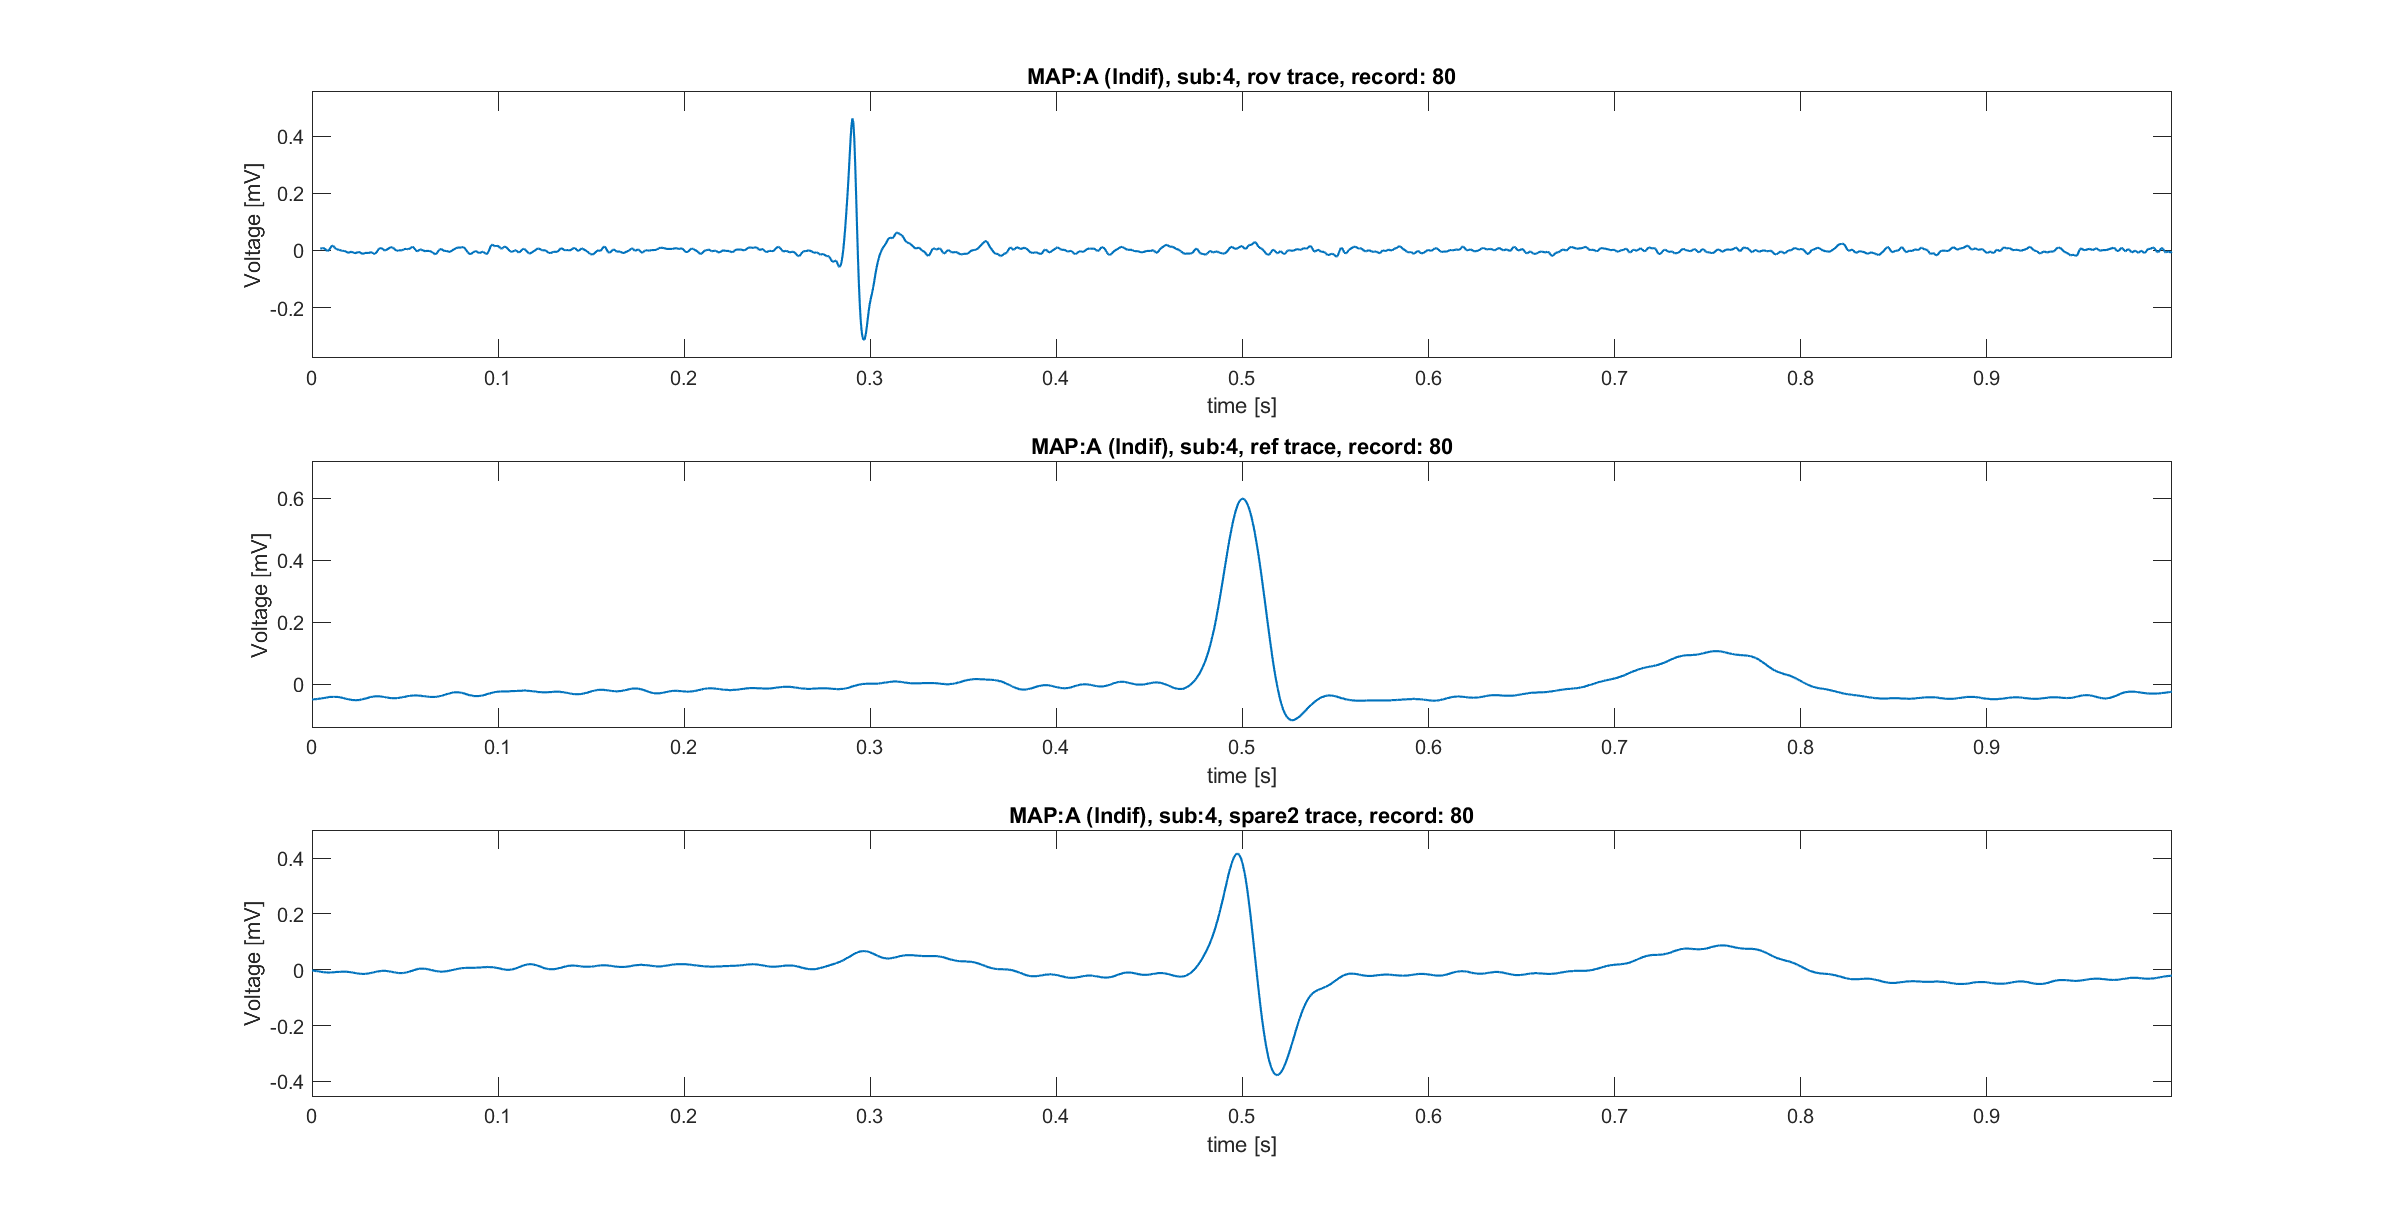 MAP:A (Indif), sub:4, rov trace, record: 80
Voltage [mV]
0.4
0.2
0
-0.2
0 0.1 0.2 0.3 0.4 0.5 0.6 0.7 0.8 0.9
time [s]
MAP:A (Indif), sub:4, ref trace, record: 80
Voltage [mV]
0.6
0.4
0.2
0
0 0.1 0.2 0.3 0.4 0.5 0.6 0.7 0.8 0.9
time [s]
MAP:A (Indif), sub:4, spare2 trace, record: 80
Voltage [mV]
0.4
0.2
0
-0.2
-0.4
0 0.1 0.2 0.3 0.4 0.5 0.6 0.7 0.8 0.9
time [s]